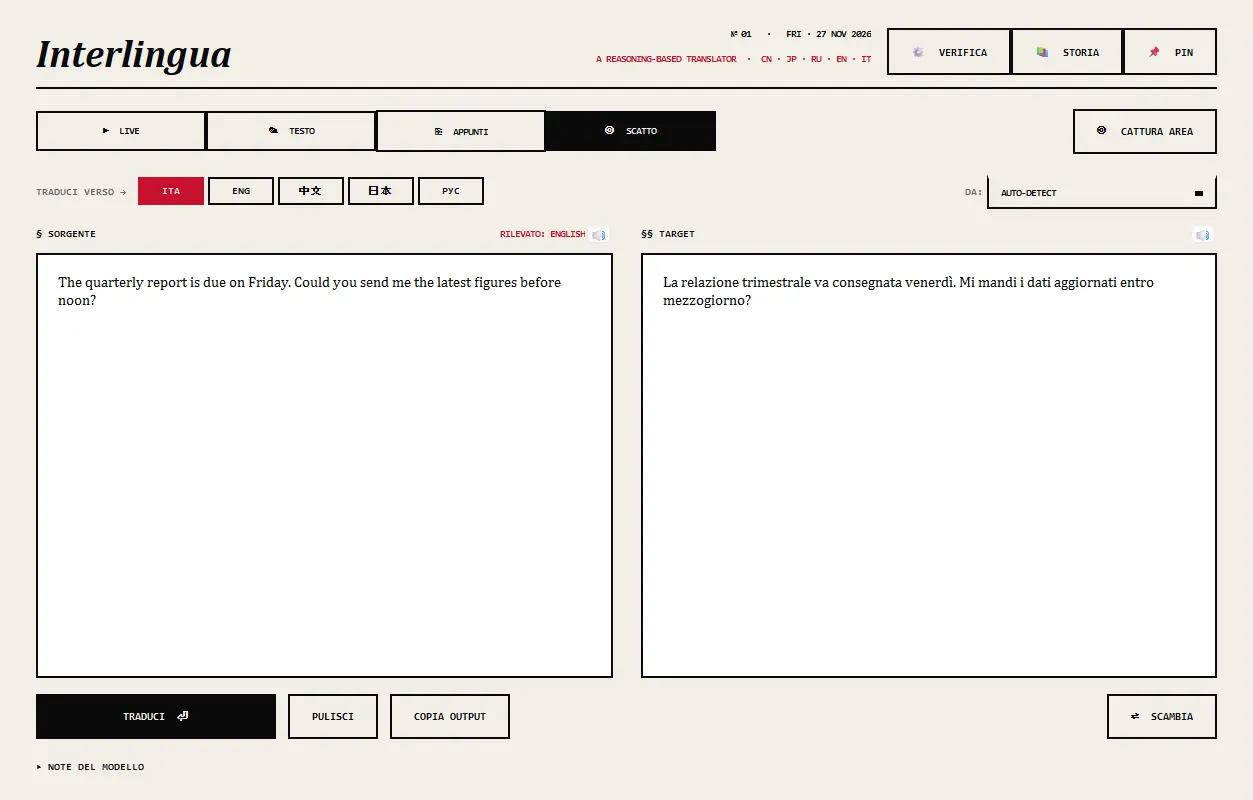 Interlingua
№ 01 · FRI · 27 NOV 2026
A REASONING-BASED TRANSLATOR · CN · JP · RU · EN · IT
VERIFICA
STORIA
PIN
LIVE
TESTO
APPUNTI
SCATTO
CATTURA AREA
TRADUCI VERSO →
ITA
ENG
中文
日本
РУС
DA:
AUTO-DETECT
§ SORGENTE
RILEVATO: ENGLISH
§§ TARGET
The quarterly report is due on Friday. Could you send me the latest figures before
noon?
La relazione trimestrale va consegnata venerdì. Mi mandi i dati aggiornati entro
mezzogiorno?
TRADUCI
PULISCI
COPIA OUTPUT
⇌ SCAMBIA
▸ NOTE DEL MODELLO